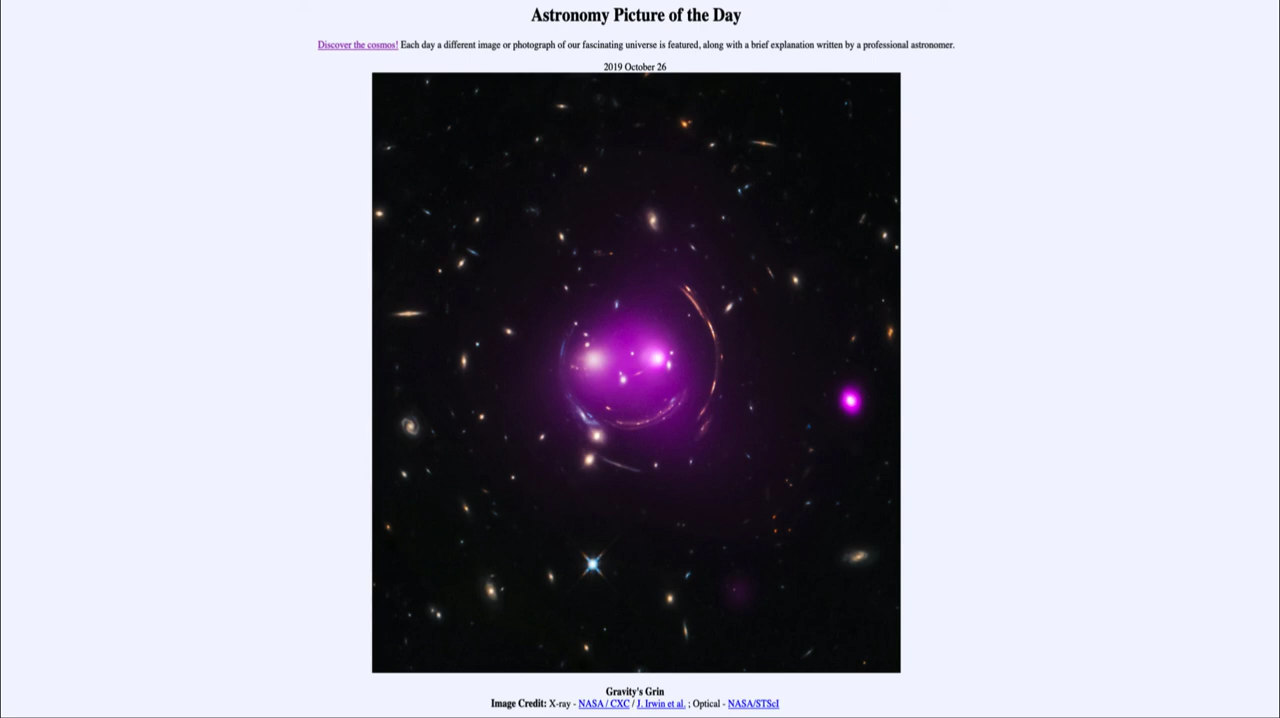 Astronomy Picture of the Day
Discover the cosmos! Each day a different image or photograph of our fascinating universe is featured, along with a brief explanation written by a professional astronomer.
2019 October 26
Gravity's Grin
Image Credit: X-ray - NASA / CXC / J. Irwin et al. ; Optical - NASA/STScI